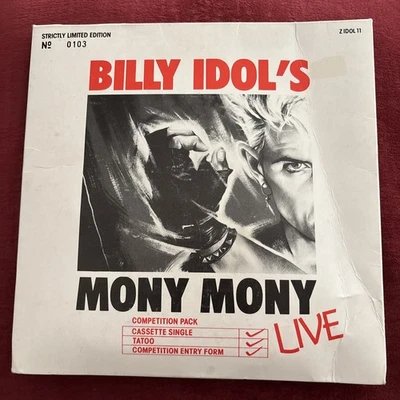 STRICTLY LIMITED EDITION
Nº 0103
Z IDOL 11
BILLY IDOL'S
MONY MONY
LIVE
COMPETITION PACK
CASSETTE SINGLE
TATOO
COMPETITION ENTRY FORM